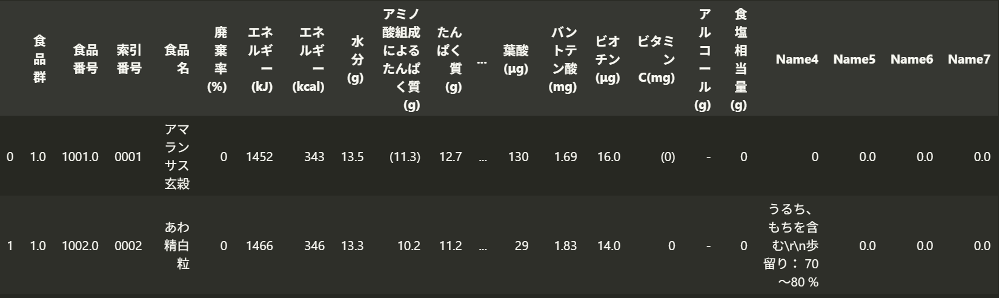 食品群 食品番号 索引番号 食品名 廃棄率(%) エネルギー(kJ) エネルギー(kcal) 水分(g) アミノ酸組成によるたんぱく質(g) たんぱく質(g) ... 葉酸(μg) パントテン酸(mg) ビオチン(μg) ビタミンC(mg) アルコール(g) 食塩相当量(g) Name4 Name5 Name6 Name7
0 1.0 1001.0 0001 アマランサス玄穀 0 1452 343 13.5 (11.3) 12.7 ... 130 1.69 16.0 (0) - 0 0 0.0 0.0 0.0
1 1.0 1002.0 0002 あわ精白粒 0 1466 346 13.3 10.2 11.2 ... 29 1.83 14.0 0 - 0 うるち、もちを含む\r\n歩留り： 70～80 % 0.0 0.0 0.0